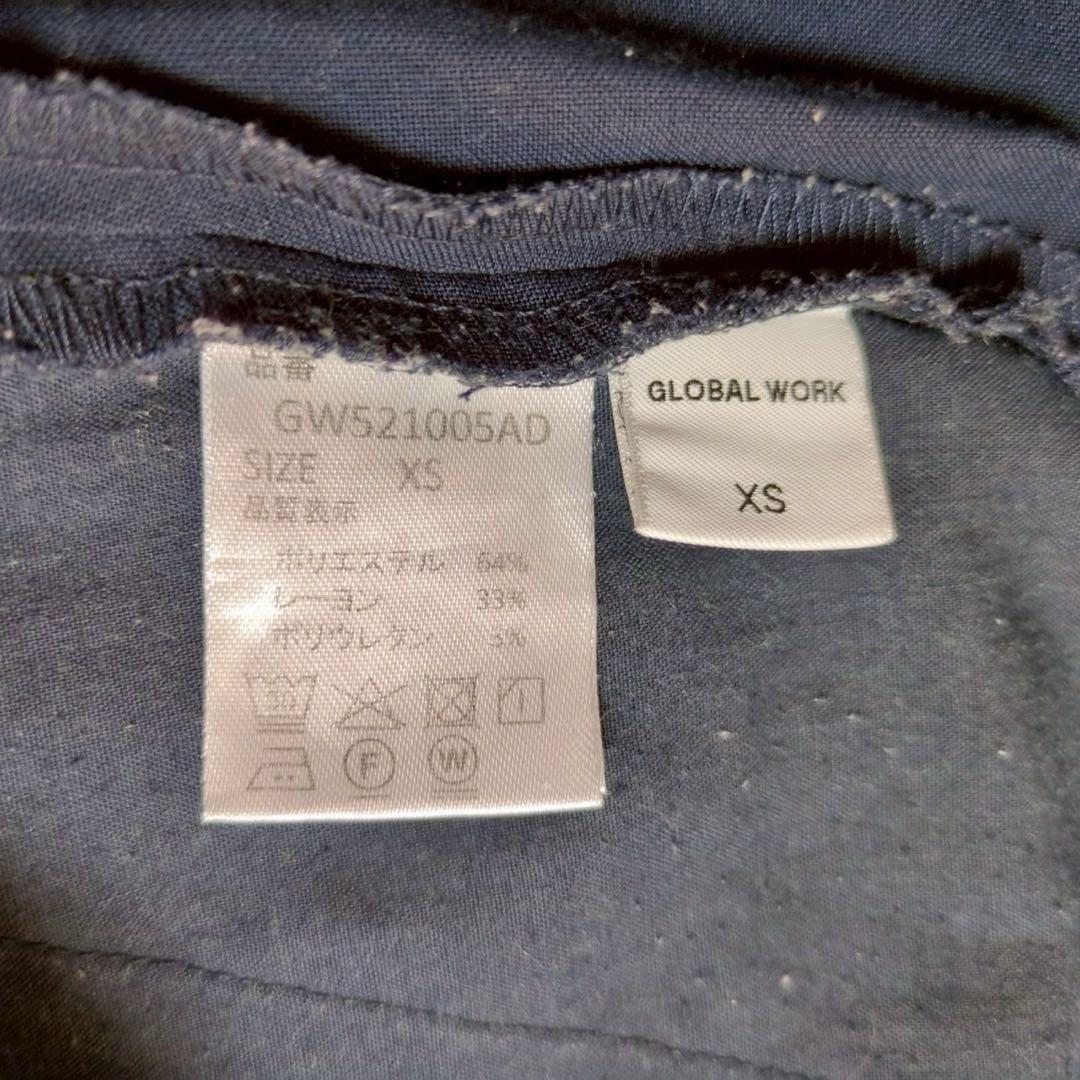 品番
GW521005AD
SIZE XS
品質表示
ポリエステル 64%
レーヨン 33%
ポリウレタン 3%
30
F W
GLOBAL WORK
XS